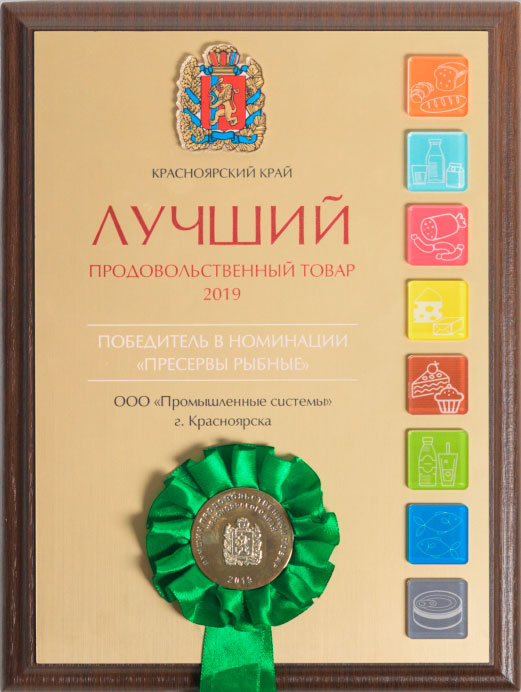 КРАСНОЯРСКИЙ КРАЙ
ЛУЧШИЙ
ПРОДОВОЛЬСТВЕННЫЙ ТОВАР
2019
ПОБЕДИТЕЛЬ В НОМИНАЦИИ
«ПРЕСЕРВЫ РЫБНЫЕ»
ООО «Промышленные системы»
г. Красноярска
2019